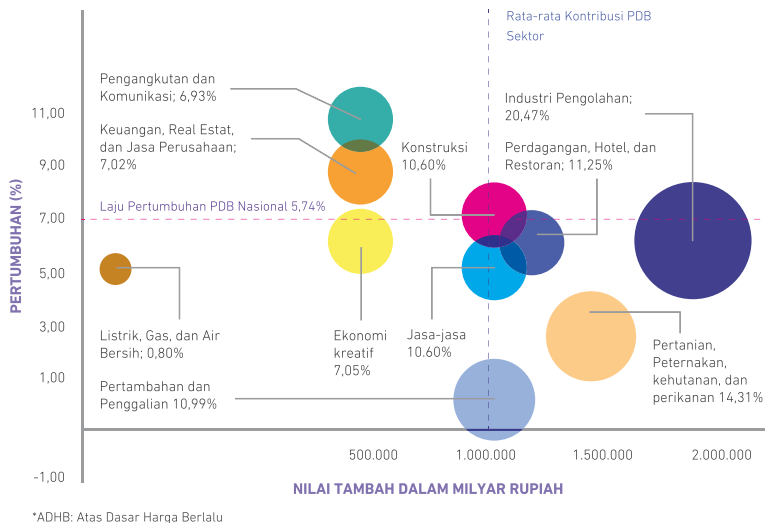 Rata-rata Kontribusi PDB
Sektor
Pengangkutan dan
Komunikasi; 6,93%
Industri Pengolahan;
20,47%
11,00
Keuangan, Real Estat,
dan Jasa Perusahaan;
7,02%
Konstruksi
10,60%
Perdagangan, Hotel, dan
Restoran; 11,25%
9,00
Laju Pertumbuhan PDB Nasional 5,74%
7,00
PERTUMBUHAN (%)
5,00
3,00
Listrik, Gas, dan Air
Bersih; 0,80%
Ekonomi
kreatif
7,05%
Jasa-jasa
10.60%
Pertanian,
Peternakan,
kehutanan, dan
perikanan 14,31%
1,00
Pertambahan dan
Penggalian 10,99%
500.000
1.000.000
1.500.000
2.000.000
-1,00
NILAI TAMBAH DALAM MILYAR RUPIAH
*ADHB: Atas Dasar Harga Berlalu